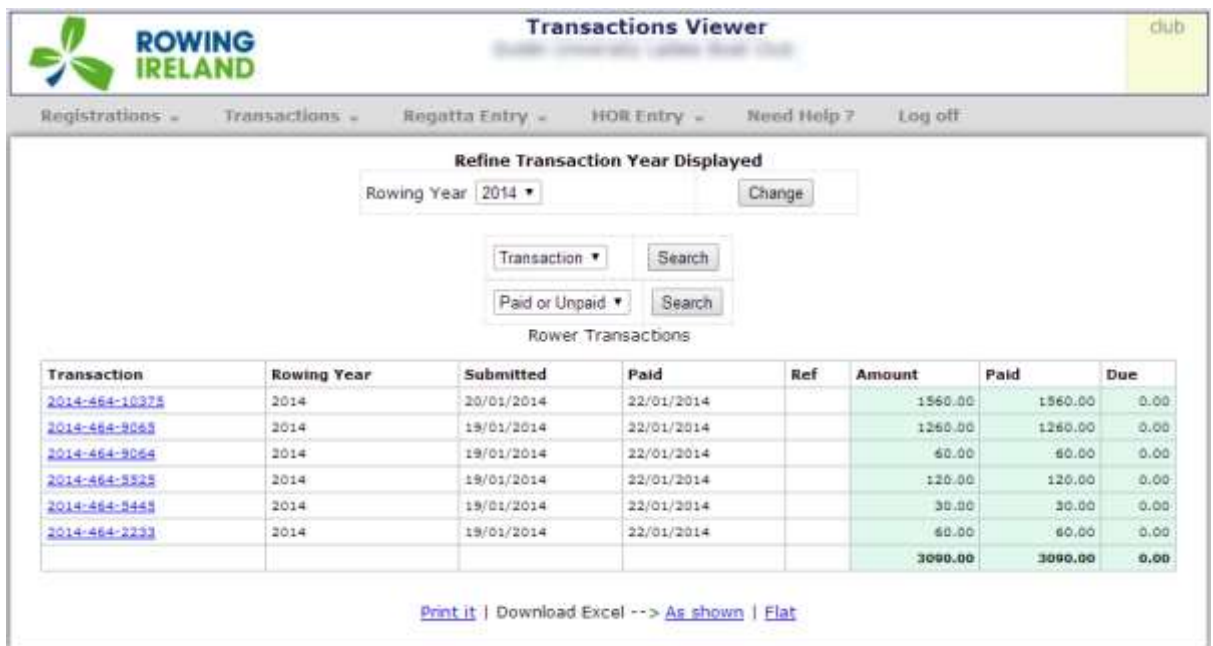 ROWING
IRELAND
Transactions Viewer
club
Registrations Transactions Regatta Entry HOR Entry Need Help ? Log off
Refine Transaction Year Displayed
Rowing Year 2014 Change
Transaction Search
Paid or Unpaid Search
Rower Transactions
Transaction Rowing Year Submitted Paid Ref Amount Paid Due
2014-464-10375 2014 20/01/2014 22/01/2014 1560.00 1560.00 0.00
2014-464-9065 2014 19/01/2014 22/01/2014 1260.00 1260.00 0.00
2014-464-9064 2014 19/01/2014 22/01/2014 60.00 60.00 0.00
2014-464-5525 2014 19/01/2014 22/01/2014 120.00 120.00 0.00
2014-464-5445 2014 19/01/2014 22/01/2014 30.00 30.00 0.00
2014-464-2233 2014 19/01/2014 22/01/2014 60.00 60.00 0.00
3090.00 3090.00 0.00
Print it | Download Excel --> As shown | Flat